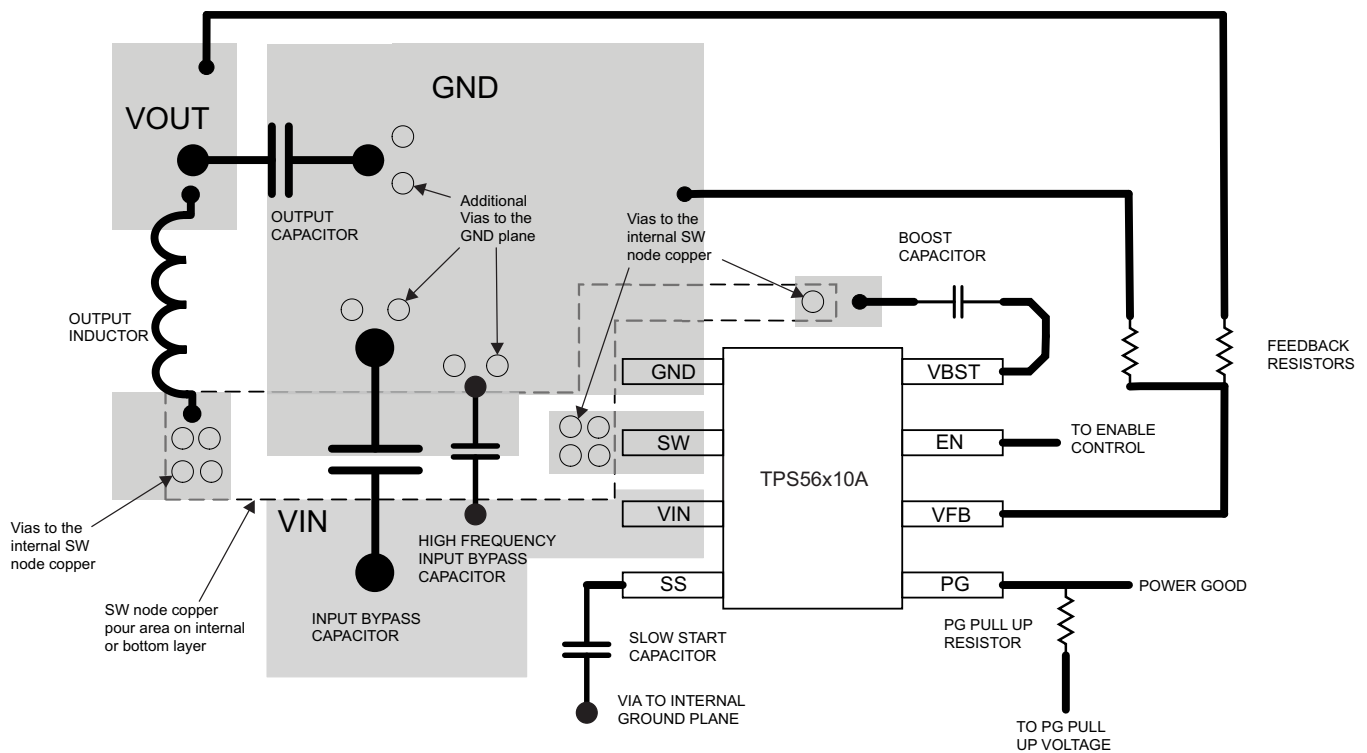 GND
VOUT
OUTPUT
CAPACITOR
Additional
Vias to the
GND plane
Vias to the
internal SW
node copper
BOOST
CAPACITOR
OUTPUT
INDUCTOR
FEEDBACK
RESISTORS
GND
VBST
SW
EN
TO ENABLE
CONTROL
TPS56x10A
VIN
VFB
VIN
Vias to the
internal SW
node copper
HIGH FREQUENCY
INPUT BYPASS
CAPACITOR
SS
PG
POWER GOOD
SW node copper
pour area on internal
or bottom layer
INPUT BYPASS
CAPACITOR
SLOW START
CAPACITOR
PG PULL UP
RESISTOR
VIA TO INTERNAL
GROUND PLANE
TO PG PULL
UP VOLTAGE